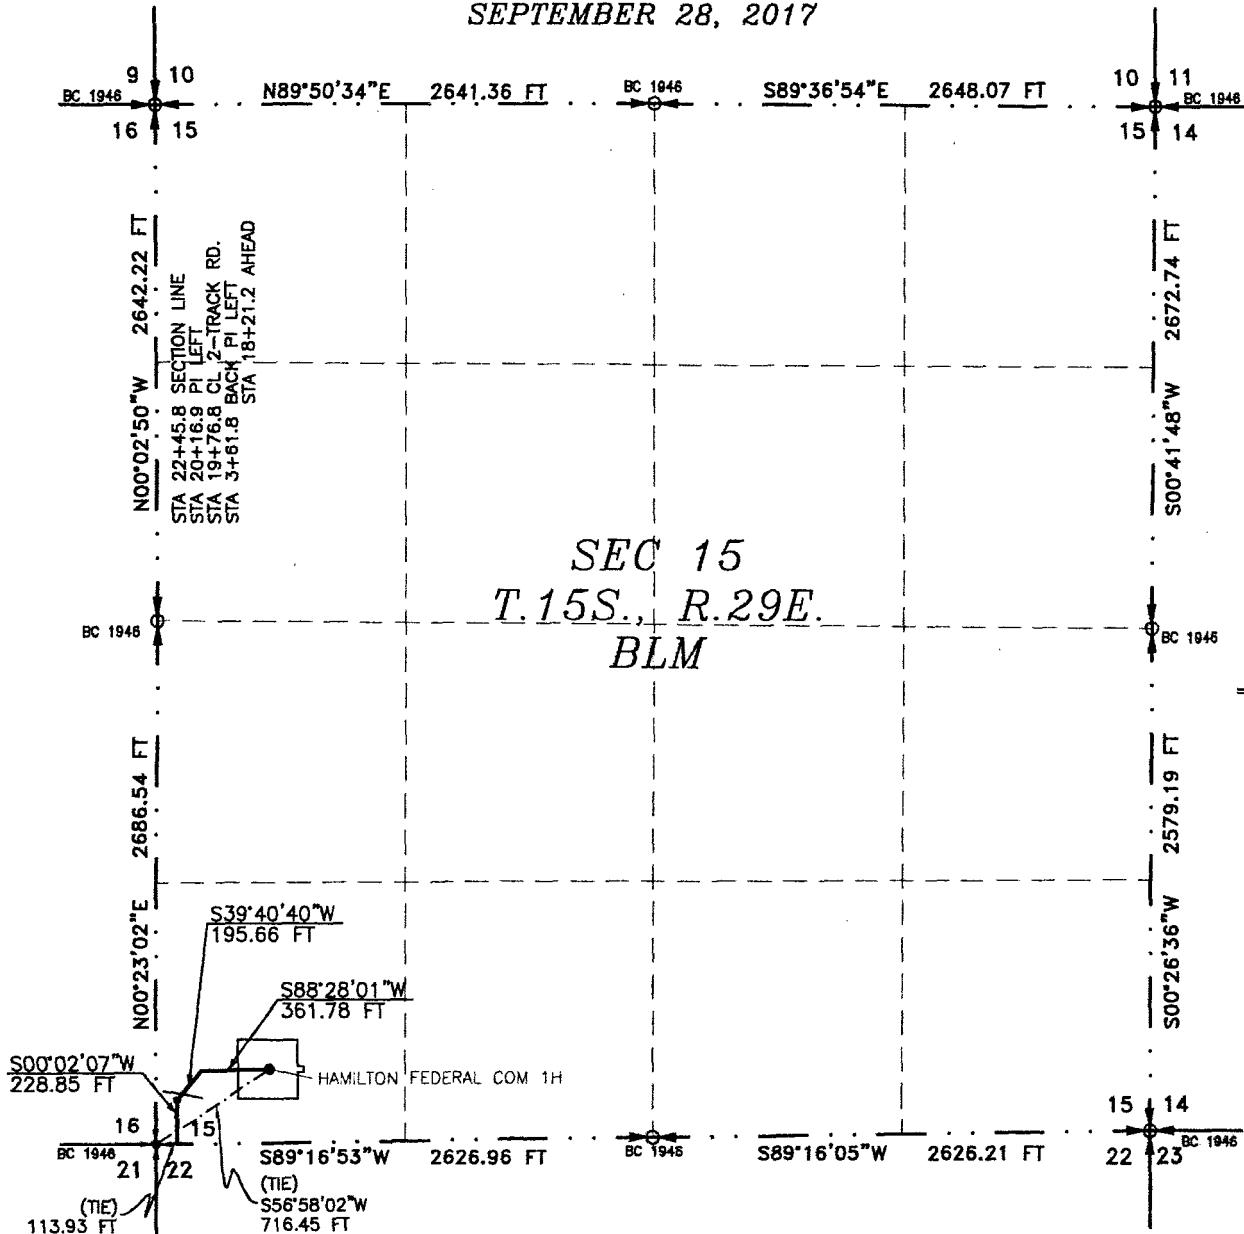 SEPTEMBER 28, 2017
9 10
BC 1946
16 15
N89°50'34"E 2641.36 FT
BC 1946
S89°36'54"E 2648.07 FT
10 11
BC 1946
15 14
N00°02'50"W 2642.22 FT
STA 22+45.8 SECTION LINE
STA 20+16.9 PI LEFT
STA 19+76.8 CL 2-TRACK RD.
STA 3+61.8 BACK PI LEFT
STA 18+21.2 AHEAD
S00°41'48"W 2672.74 FT
SEC 15
T.15S., R.29E.
BLM
BC 1946
BC 1946
N00°23'02"E 2686.54 FT
S00°26'36"W 2579.19 FT
S39°40'40"W
195.66 FT
S88°28'01"W
361.78 FT
S00°02'07"W
228.85 FT
HAMILTON FEDERAL COM 1H
16 15
BC 1946
21 22
S89°16'53"W 2626.96 FT
BC 1946
S89°16'05"W 2626.21 FT
15 14
BC 1946
22 23
(TIE)
113.93 FT
(TIE)
S56°58'02"W
716.45 FT